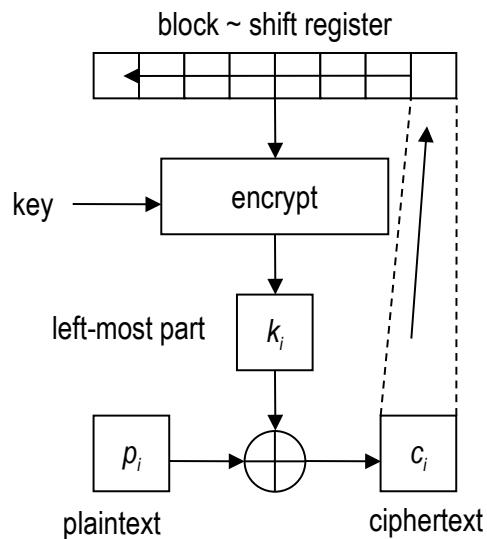 block ~ shift register
encrypt
key
left-most part
kᵢ
pᵢ
cᵢ
plaintext
ciphertext